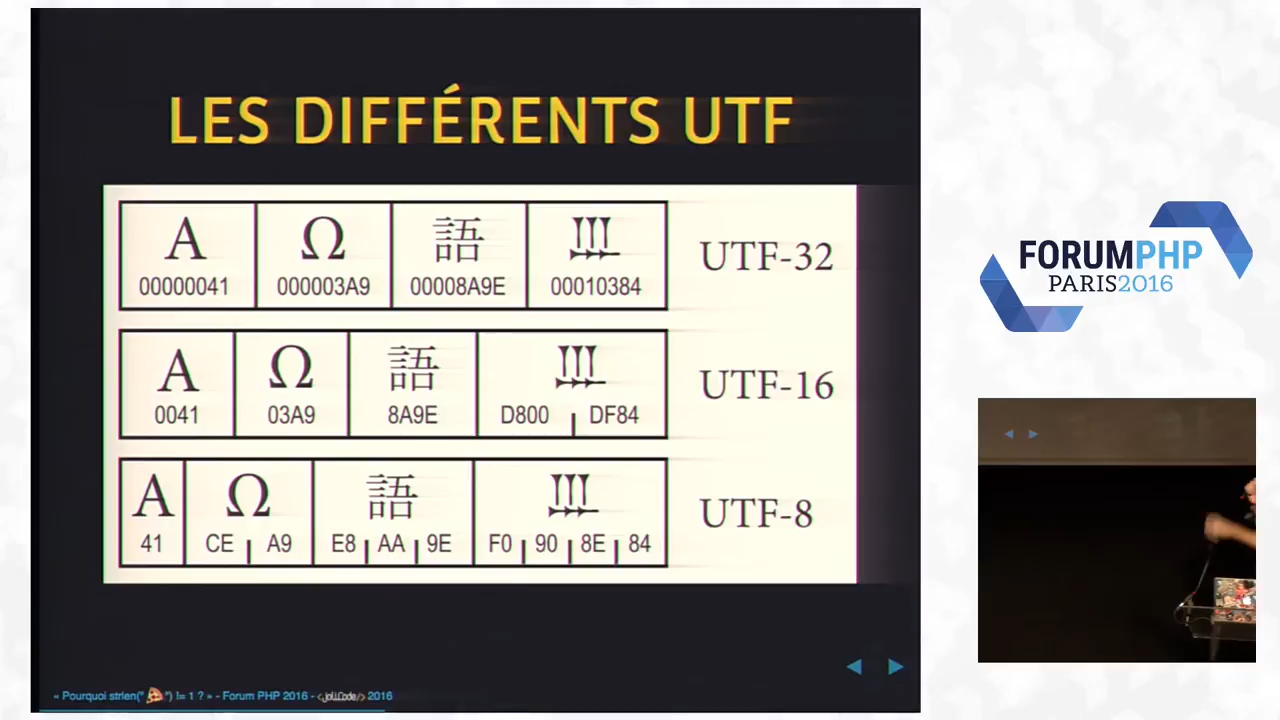 LES DIFFÉRENTS UTF
A Ω 語 𐎄 UTF-32
00000041 000003A9 00008A9E 00010384
A Ω 語 𐎄 UTF-16
0041 03A9 8A9E D800 DF84
A Ω 語 𐎄 UTF-8
41 CE A9 E8 AA 9E F0 90 8E 84
« Pourquoi strlen("🍕") != 1 ? » - Forum PHP 2016 - </JoliCode/> 2016
FORUMPHP
PARIS2016